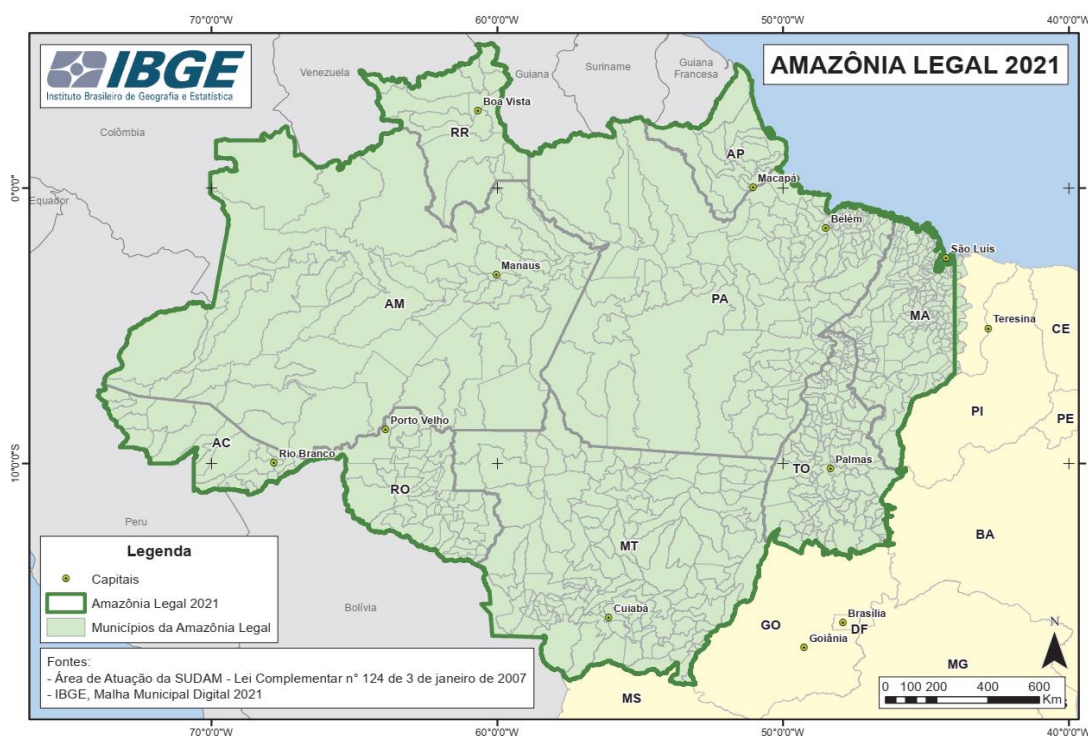 70°0'0"W
60°0'0"W
50°0'0"W
40°0'0"W
IBGE
Instituto Brasileiro de Geografia e Estatística
AMAZÔNIA LEGAL 2021
Venezuela
Guiana
Suriname
Guiana
Francesa
Colômbia
Boa Vista
RR
AP
Macapá
0°0'0"
Equador
Belém
São Luís
Manaus
AM
PA
MA
Teresina
CE
PI
PE
Porto Velho
AC
Rio Branco
10°0'0"S
10°0'0"S
RO
TO
Palmas
Peru
BA
MT
Legenda
Capitais
Amazônia Legal 2021
Municípios da Amazônia Legal
Bolívia
Cuiabá
GO
Brasília
DF
Goiânia
MG
MS
N
Fontes:
- Área de Atuação da SUDAM - Lei Complementar n° 124 de 3 de janeiro de 2007
- IBGE, Malha Municipal Digital 2021
0 100 200 400 600
Km
70°0'0"W
60°0'0"W
50°0'0"W
40°0'0"W
0°0'0"